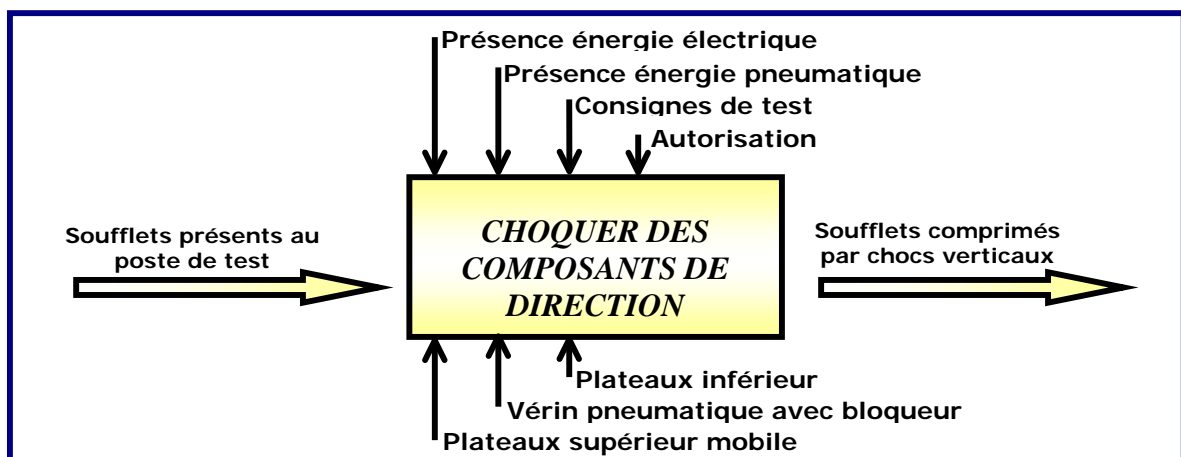 Présence énergie électrique
Présence énergie pneumatique
Consignes de test
Autorisation
Soufflets présents au
poste de test
CHOQUER DES
COMPOSANTS DE
DIRECTION
Soufflets comprimés
par chocs verticaux
Plateaux inférieur
Vérin pneumatique avec bloqueur
Plateaux supérieur mobile